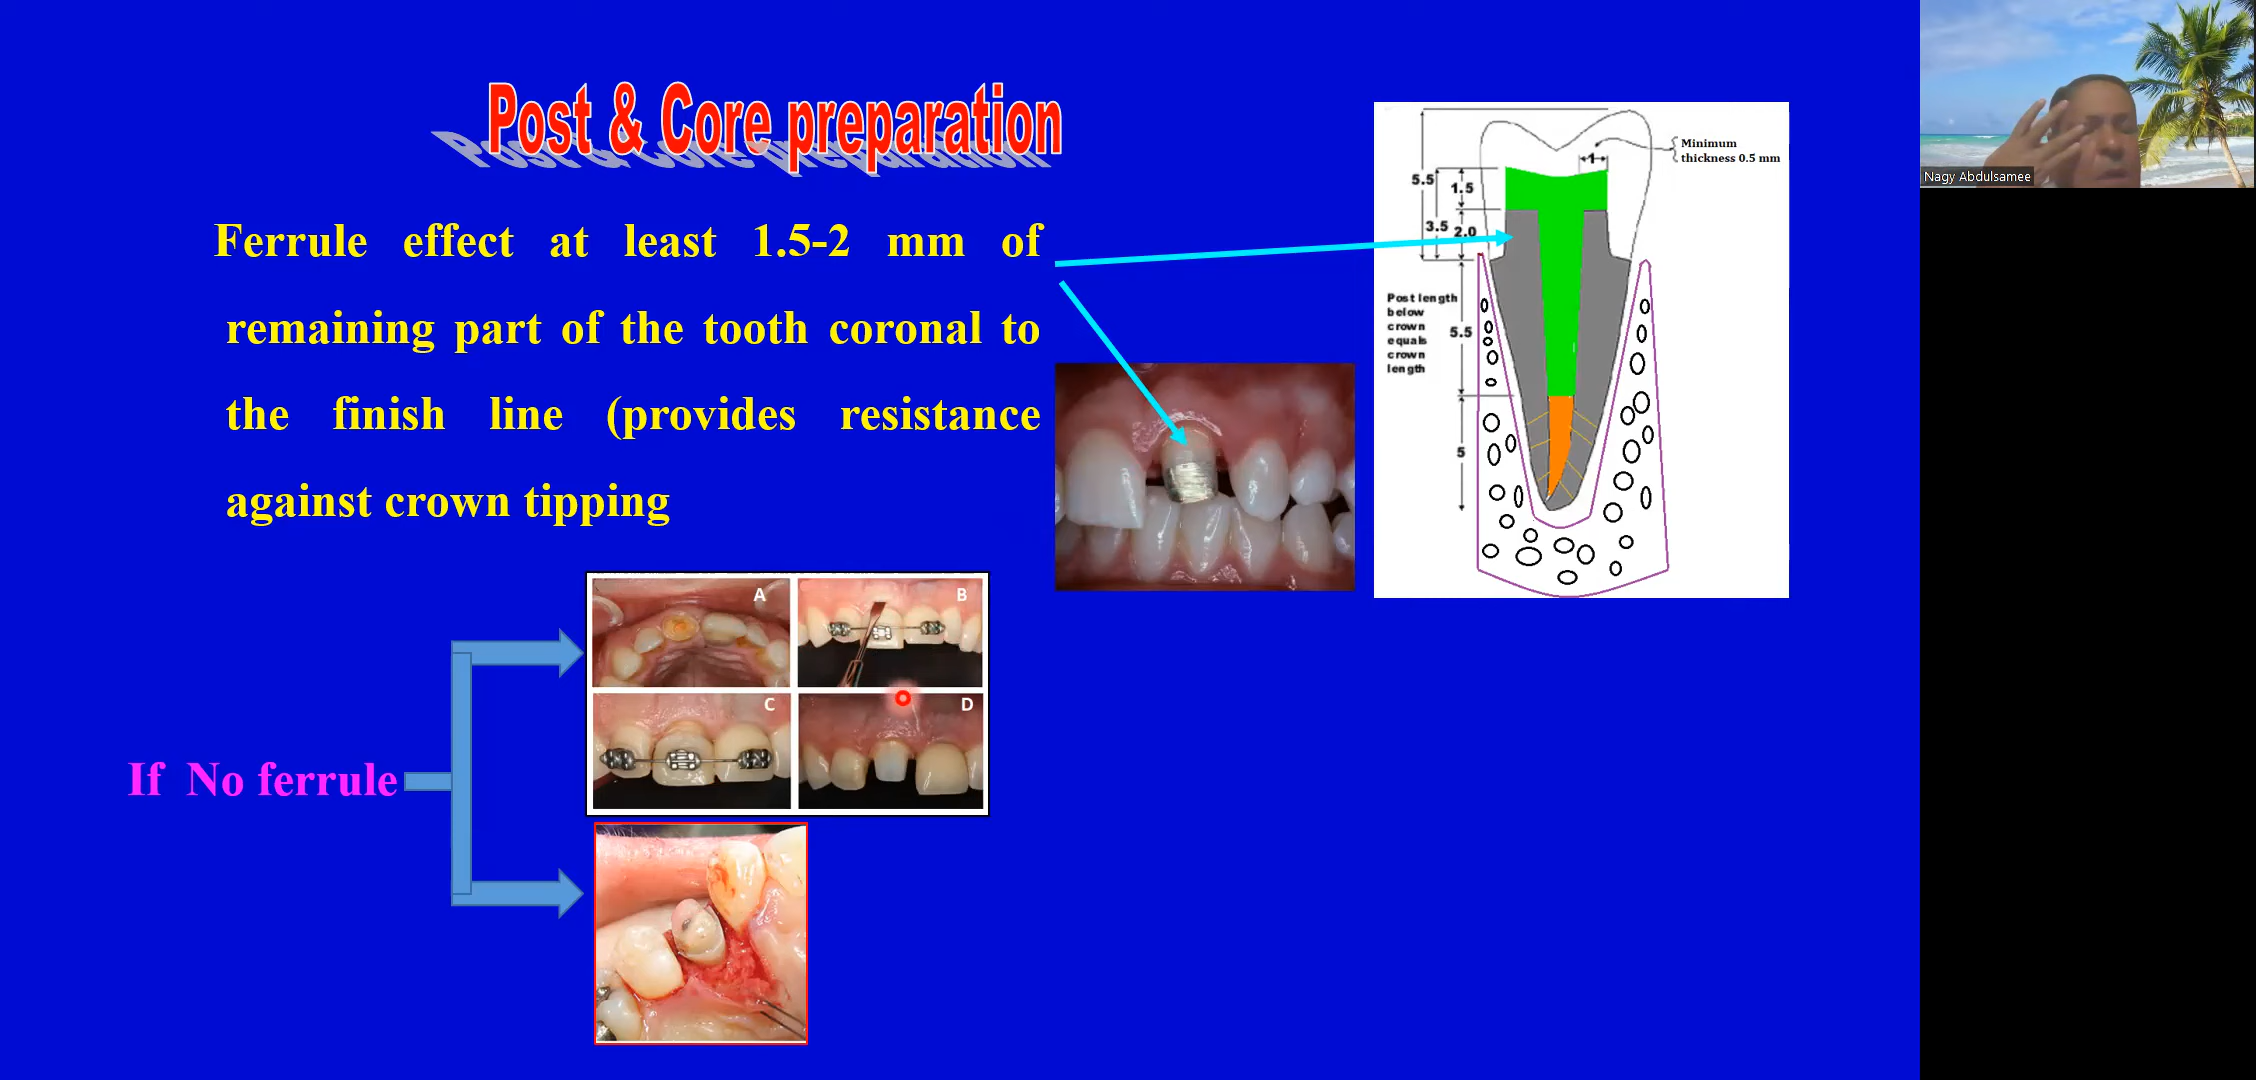 Post & Core preparation
Ferrule effect at least 1.5-2 mm of
remaining part of the tooth coronal to
the finish line (provides resistance
against crown tipping
If No ferrule
A
B
C
D
Minimum
thickness 0.5 mm
1
5.5
1.5
3.5
2.0
Post length
below
crown
equals
crown
length
5.5
5
Nagy Abdulsamee